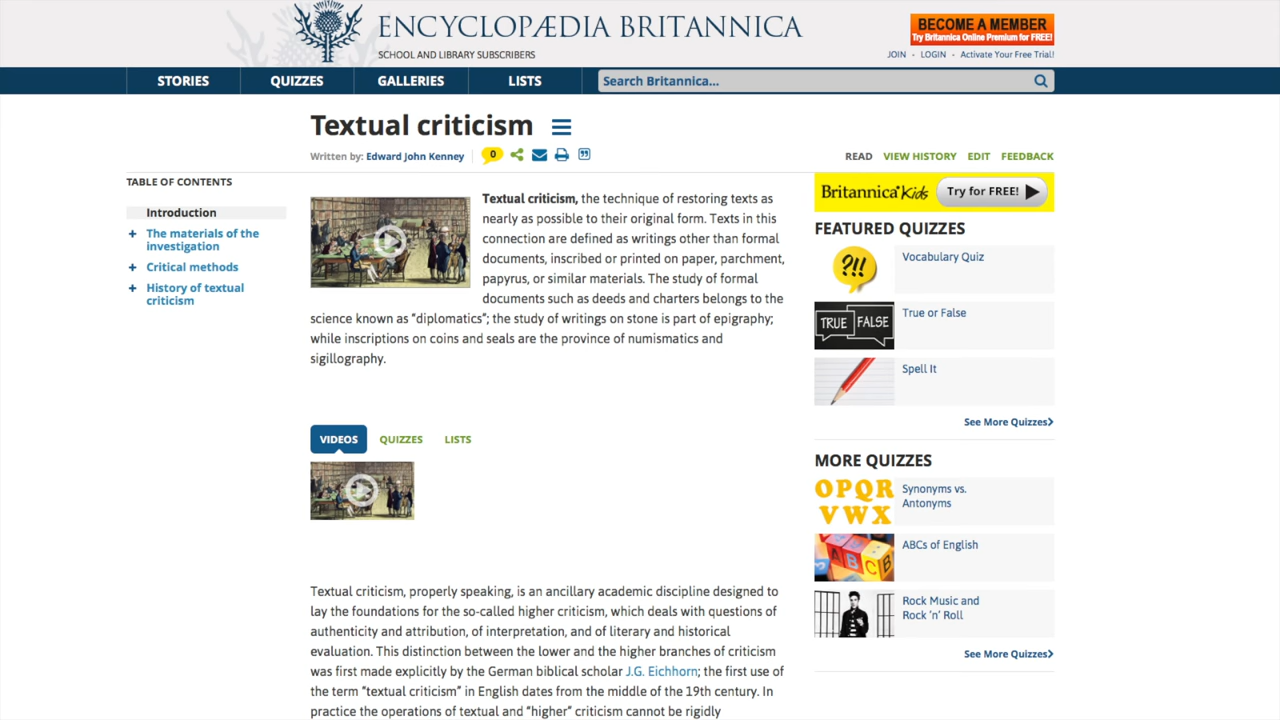 ENCYCLOPÆDIA BRITANNICA
SCHOOL AND LIBRARY SUBSCRIBERS
BECOME A MEMBER
Try Britannica Online Premium for FREE!
JOIN - LOGIN - Activate Your Free Trial!
STORIES QUIZZES GALLERIES LISTS Search Britannica...
Textual criticism
Written by: Edward John Kenney 0
READ VIEW HISTORY EDIT FEEDBACK
TABLE OF CONTENTS
Introduction
+ The materials of the
investigation
+ Critical methods
+ History of textual
criticism
Textual criticism, the technique of restoring texts as
nearly as possible to their original form. Texts in this
connection are defined as writings other than formal
documents, inscribed or printed on paper, parchment,
papyrus, or similar materials. The study of formal
documents such as deeds and charters belongs to the
science known as “diplomatics”; the study of writings on stone is part of epigraphy;
while inscriptions on coins and seals are the province of numismatics and
sigillography.
VIDEOS QUIZZES LISTS
Textual criticism, properly speaking, is an ancillary academic discipline designed to
lay the foundations for the so-called higher criticism, which deals with questions of
authenticity and attribution, of interpretation, and of literary and historical
evaluation. This distinction between the lower and the higher branches of criticism
was first made explicitly by the German biblical scholar J.G. Eichhorn; the first use of
the term “textual criticism” in English dates from the middle of the 19th century. In
practice the operations of textual and “higher” criticism cannot be rigidly
Britannica Kids Try for FREE!
FEATURED QUIZZES
?!! Vocabulary Quiz
TRUE FALSE True or False
Spell It
See More Quizzes
MORE QUIZZES
OPQR Synonyms vs.
VWX Antonyms
A B C ABCs of English
Rock Music and
Rock ‘n’ Roll
See More Quizzes